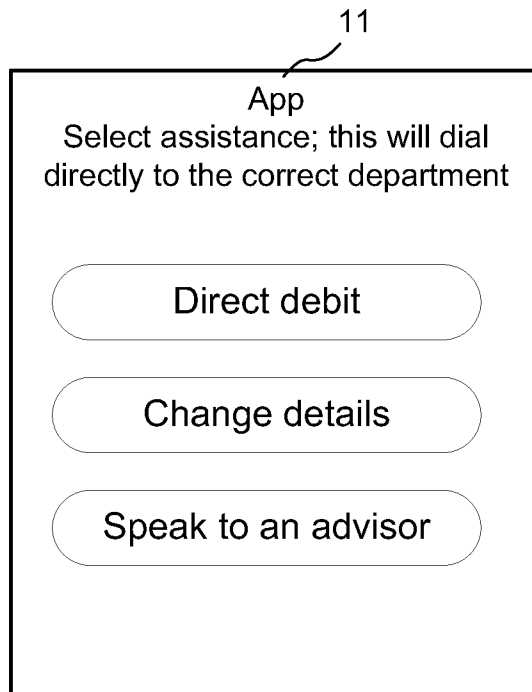 11
App
Select assistance; this will dial
directly to the correct department
Direct debit
Change details
Speak to an advisor